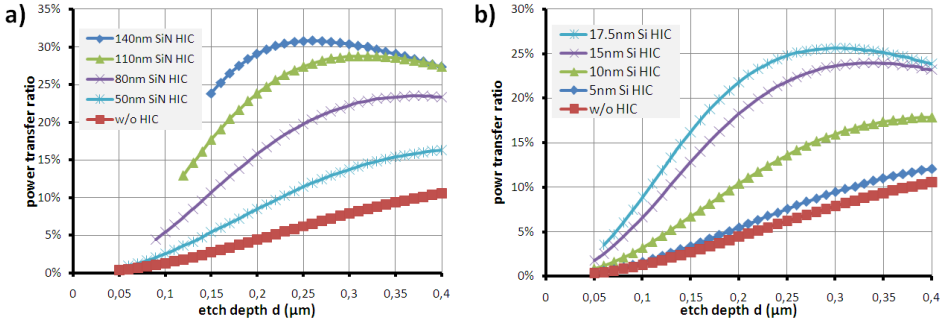 a)
35%
30%
25%
20%
15%
10%
5%
0%
power transfer ratio
140nm SiN HIC
110nm SiN HIC
80nm SiN HIC
50nm SiN HIC
w/o HIC
0
0,05
0,1
0,15
0,2
0,25
0,3
0,35
0,4
etch depth d (μm)
b)
30%
25%
20%
15%
10%
5%
0%
powr transfer ratio
17.5nm Si HIC
15nm Si HIC
10nm Si HIC
5nm Si HIC
w/o HIC
0
0,05
0,1
0,15
0,2
0,25
0,3
0,35
0,4
etch depth d (μm)